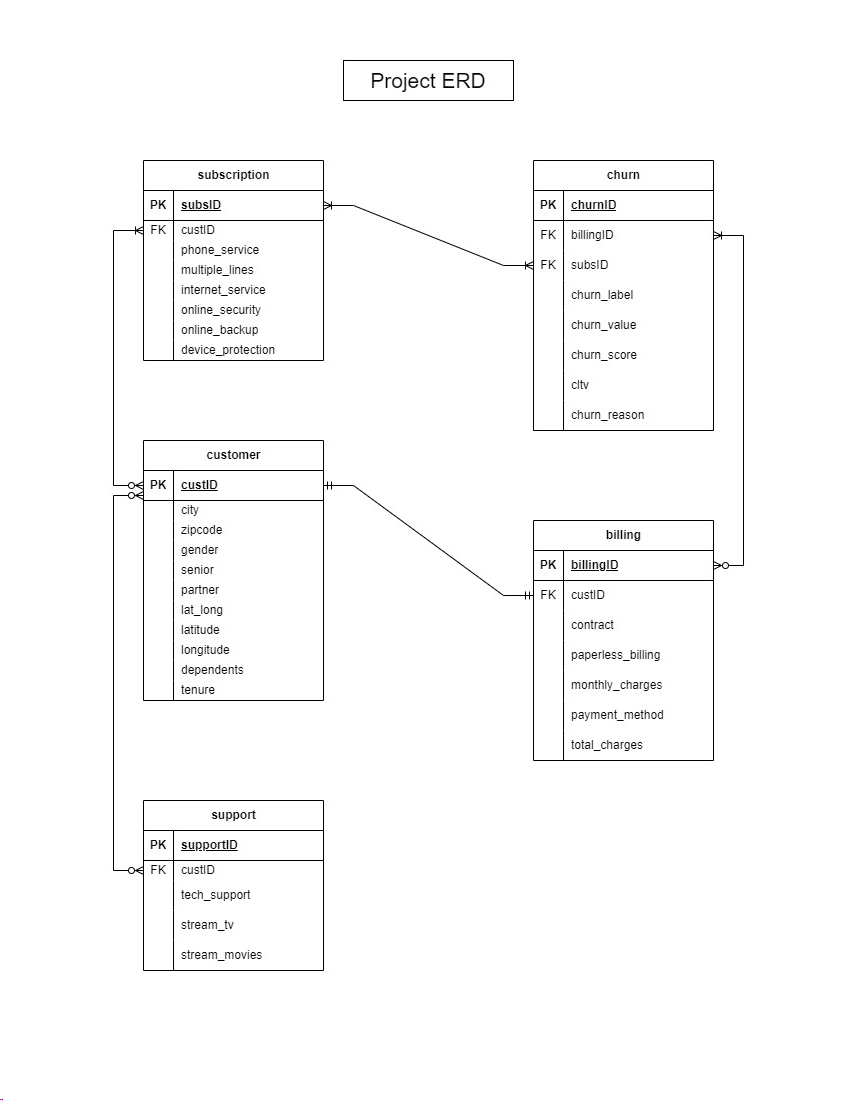 Project ERD
subscription
PK subsID
FK custID
phone_service
multiple_lines
internet_service
online_security
online_backup
device_protection
churn
PK churnID
FK billingID
FK subsID
churn_label
churn_value
churn_score
cltv
churn_reason
customer
PK custID
city
zipcode
gender
senior
partner
lat_long
latitude
longitude
dependents
tenure
billing
PK billingID
FK custID
contract
paperless_billing
monthly_charges
payment_method
total_charges
support
PK supportID
FK custID
tech_support
stream_tv
stream_movies